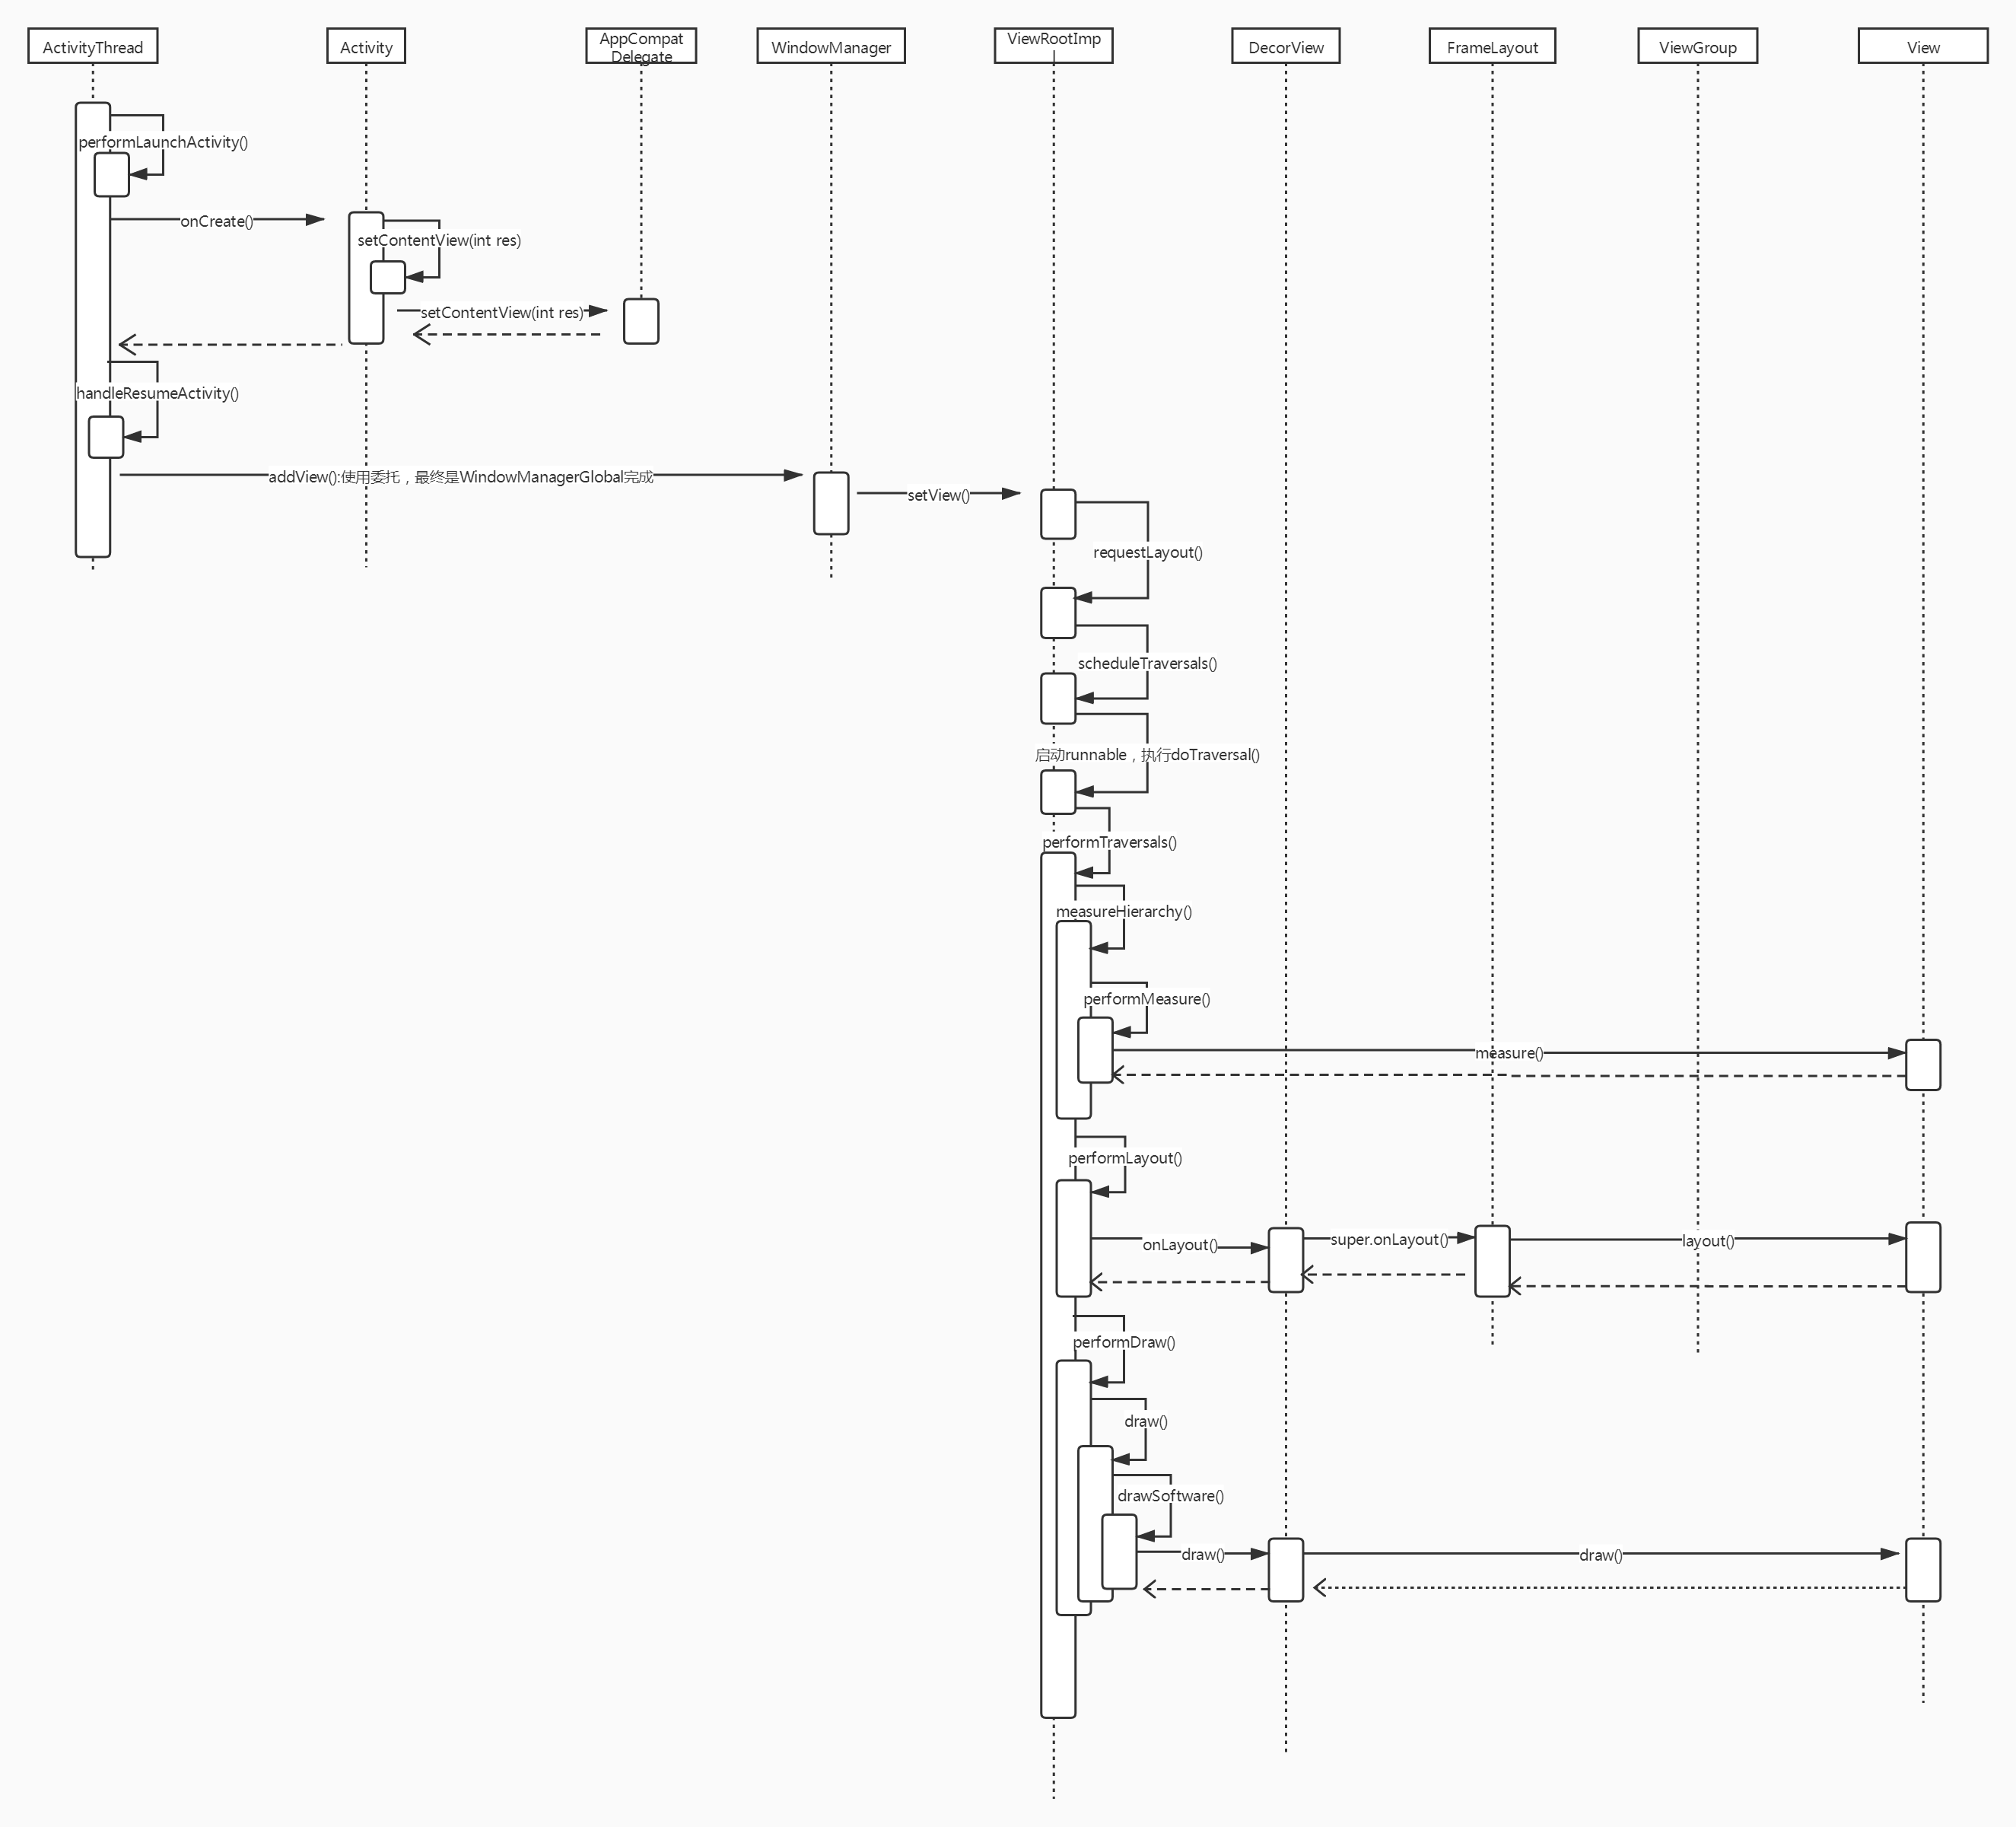 ActivityThread
Activity
AppCompat
Delegate
WindowManager
ViewRootImp
l
DecorView
FrameLayout
ViewGroup
View
performLaunchActivity()
onCreate()
setContentView(int res)
setContentView(int res)
handleResumeActivity()
addView():使用委托，最终是WindowManagerGlobal完成
setView()
requestLayout()
scheduleTraversals()
启动runnable，执行doTraversal()
performTraversals()
measureHierarchy()
performMeasure()
measure()
performLayout()
onLayout()
super.onLayout()
layout()
performDraw()
draw()
drawSoftware()
draw()
draw()